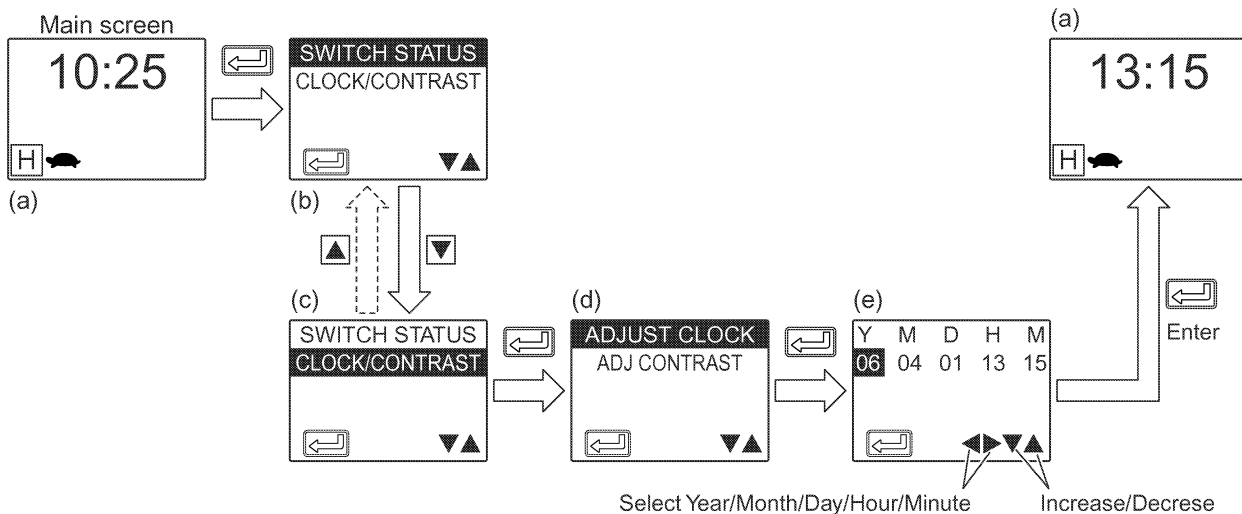 Main screen
10:25
H
(a)
SWITCH STATUS
CLOCK/CONTRAST
▼▲
(b)
▲
▼
(c)
SWITCH STATUS
CLOCK/CONTRAST
▼▲
(d)
ADJUST CLOCK
ADJ CONTRAST
▼▲
(e)
Y M D H M
06 04 01 13 15
◀▶▼▲
Select Year/Month/Day/Hour/Minute
Increase/Decrese
Enter
(a)
13:15
H